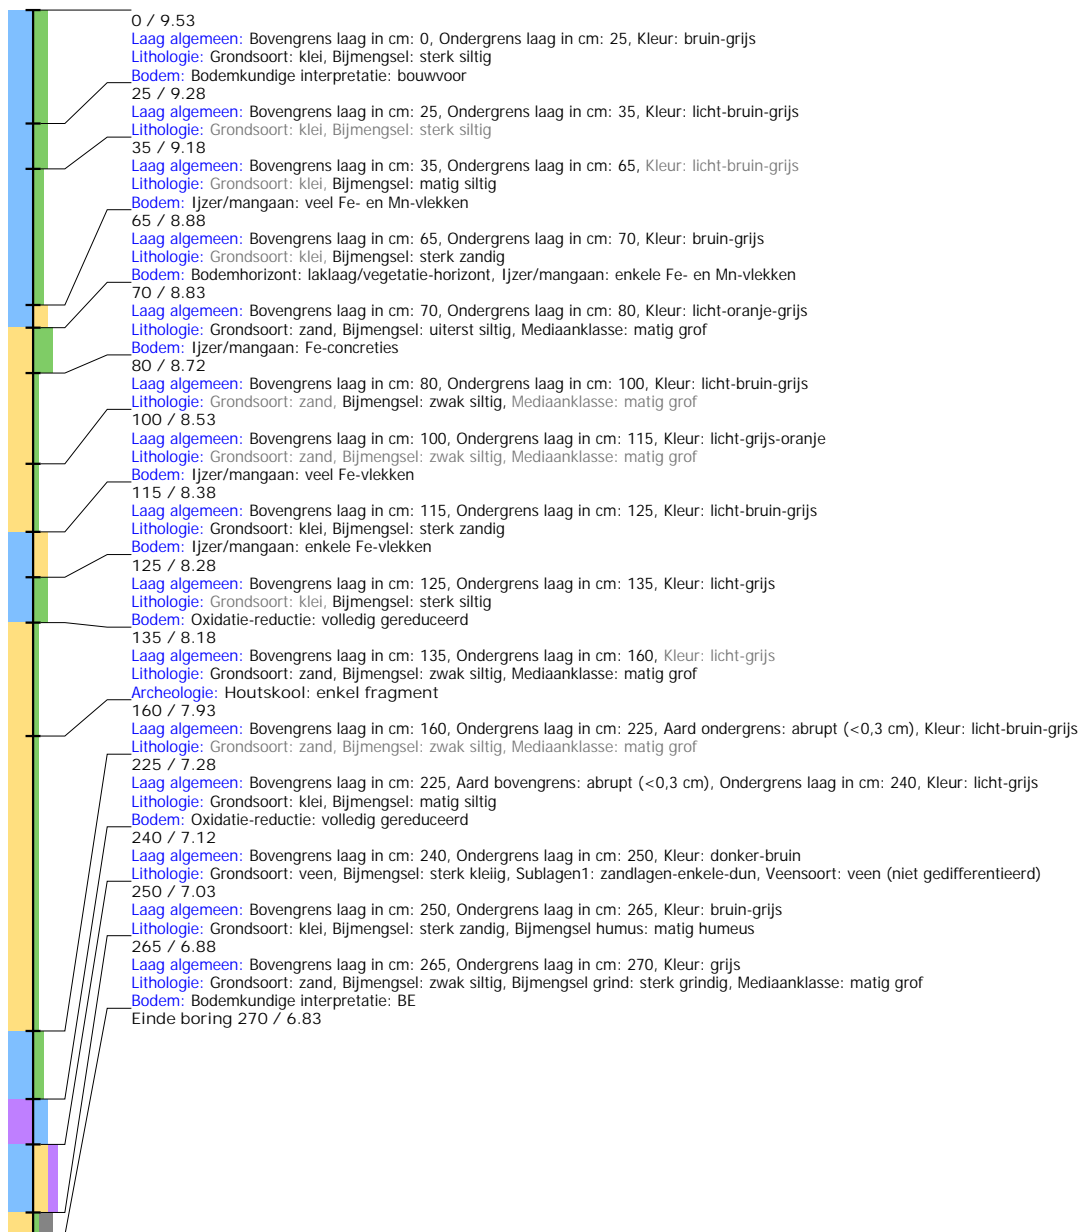 0 / 9.53
Laag algemeen: Bovengrens laag in cm: 0, Ondergrens laag in cm: 25, Kleur: bruin-grijs
Lithologie: Grondsoort: klei, Bijmengsel: sterk siltig
Bodem: Bodemkundige interpretatie: bouwvoor
25 / 9.28
Laag algemeen: Bovengrens laag in cm: 25, Ondergrens laag in cm: 35, Kleur: licht-bruin-grijs
Lithologie: Grondsoort: klei, Bijmengsel: sterk siltig
35 / 9.18
Laag algemeen: Bovengrens laag in cm: 35, Ondergrens laag in cm: 65, Kleur: licht-bruin-grijs
Lithologie: Grondsoort: klei, Bijmengsel: matig siltig
Bodem: Ijzer/mangaan: veel Fe- en Mn-vlekken
65 / 8.88
Laag algemeen: Bovengrens laag in cm: 65, Ondergrens laag in cm: 70, Kleur: bruin-grijs
Lithologie: Grondsoort: klei, Bijmengsel: sterk zandig
Bodem: Bodemhorizont: laklaag/vegetatie-horizont, Ijzer/mangaan: enkele Fe- en Mn-vlekken
70 / 8.83
Laag algemeen: Bovengrens laag in cm: 70, Ondergrens laag in cm: 80, Kleur: licht-oranje-grijs
Lithologie: Grondsoort: zand, Bijmengsel: uiterst siltig, Mediaanklasse: matig grof
Bodem: Ijzer/mangaan: Fe-concreties
80 / 8.72
Laag algemeen: Bovengrens laag in cm: 80, Ondergrens laag in cm: 100, Kleur: licht-bruin-grijs
Lithologie: Grondsoort: zand, Bijmengsel: zwak siltig, Mediaanklasse: matig grof
100 / 8.53
Laag algemeen: Bovengrens laag in cm: 100, Ondergrens laag in cm: 115, Kleur: licht-grijs-oranje
Lithologie: Grondsoort: zand, Bijmengsel: zwak siltig, Mediaanklasse: matig grof
Bodem: Ijzer/mangaan: veel Fe-vlekken
115 / 8.38
Laag algemeen: Bovengrens laag in cm: 115, Ondergrens laag in cm: 125, Kleur: licht-bruin-grijs
Lithologie: Grondsoort: klei, Bijmengsel: sterk zandig
Bodem: Ijzer/mangaan: enkele Fe-vlekken
125 / 8.28
Laag algemeen: Bovengrens laag in cm: 125, Ondergrens laag in cm: 135, Kleur: licht-grijs
Lithologie: Grondsoort: klei, Bijmengsel: sterk siltig
Bodem: Oxidatie-reductie: volledig gereduceerd
135 / 8.18
Laag algemeen: Bovengrens laag in cm: 135, Ondergrens laag in cm: 160, Kleur: licht-grijs
Lithologie: Grondsoort: zand, Bijmengsel: zwak siltig, Mediaanklasse: matig grof
Archeologie: Houtskool: enkel fragment
160 / 7.93
Laag algemeen: Bovengrens laag in cm: 160, Ondergrens laag in cm: 225, Aard ondergrens: abrupt (<0,3 cm), Kleur: licht-bruin-grijs
Lithologie: Grondsoort: zand, Bijmengsel: zwak siltig, Mediaanklasse: matig grof
225 / 7.28
Laag algemeen: Bovengrens laag in cm: 225, Aard bovengrens: abrupt (<0,3 cm), Ondergrens laag in cm: 240, Kleur: licht-grijs
Lithologie: Grondsoort: klei, Bijmengsel: matig siltig
Bodem: Oxidatie-reductie: volledig gereduceerd
240 / 7.12
Laag algemeen: Bovengrens laag in cm: 240, Ondergrens laag in cm: 250, Kleur: donker-bruin
Lithologie: Grondsoort: veen, Bijmengsel: sterk kleiig, Sublagen1: zandlagen-enkele-dun, Veensoort: veen (niet gedifferentieerd)
250 / 7.03
Laag algemeen: Bovengrens laag in cm: 250, Ondergrens laag in cm: 265, Kleur: bruin-grijs
Lithologie: Grondsoort: klei, Bijmengsel: sterk zandig, Bijmengsel humus: matig humeus
265 / 6.88
Laag algemeen: Bovengrens laag in cm: 265, Ondergrens laag in cm: 270, Kleur: grijs
Lithologie: Grondsoort: zand, Bijmengsel: zwak siltig, Bijmengsel grind: sterk grindig, Mediaanklasse: matig grof
Bodem: Bodemkundige interpretatie: BE
Einde boring 270 / 6.83